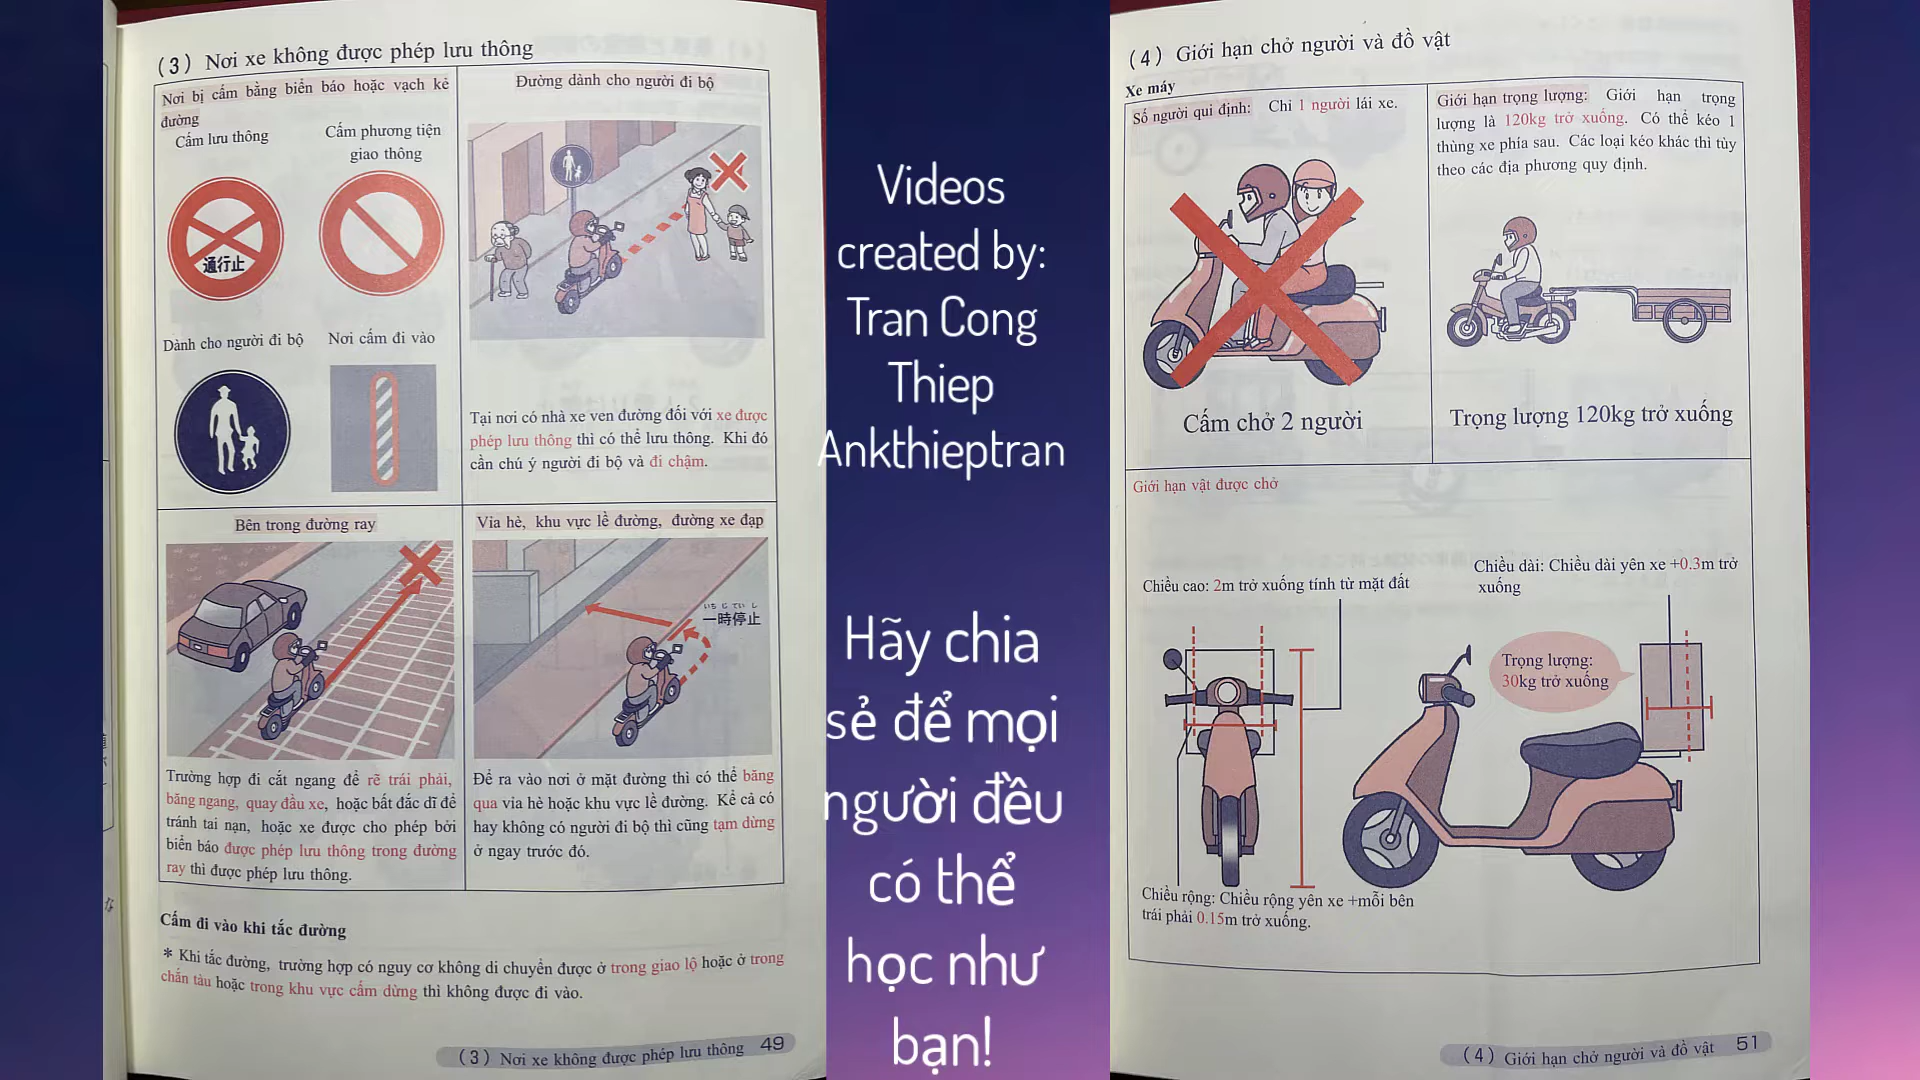 (3) Nơi xe không được phép lưu thông
Nơi bị cấm bằng biển báo hoặc vạch kẻ
đường
Cấm lưu thông
Cấm phương tiện
giao thông
通行止
Dành cho người đi bộ
Nơi cấm đi vào
Đường dành cho người đi bộ
Tại nơi có nhà xe ven đường đối với xe được
phép lưu thông thì có thể lưu thông. Khi đó
cần chú ý người đi bộ và đi chậm.
Bên trong đường ray
Trường hợp đi cắt ngang để rẽ trái phải,
băng ngang, quay đầu xe, hoặc bất đắc dĩ để
tránh tai nạn, hoặc xe được cho phép bởi
biển báo được phép lưu thông trong đường
ray thì được phép lưu thông.
Vỉa hè, khu vực lề đường, đường xe đạp
いちじていし
一時停止
Để ra vào nơi ở mặt đường thì có thể băng
qua vỉa hè hoặc khu vực lề đường. Kể cả có
hay không có người đi bộ thì cũng tạm dừng
ở ngay trước đó.
Cấm đi vào khi tắc đường
* Khi tắc đường, trường hợp có nguy cơ không di chuyển được ở trong giao lộ hoặc ở trong
chắn tàu hoặc trong khu vực cấm dừng thì không được đi vào.
(3) Nơi xe không được phép lưu thông 49
Videos
created by:
Tran Cong
Thiep
Ankthieptran
Hãy chia
sẻ để mọi
người đều
có thể
học như
bạn!
(4) Giới hạn chở người và đồ vật
Xe máy
Số người qui định: Chỉ 1 người lái xe.
Cấm chở 2 người
Giới hạn trọng lượng: Giới hạn trọng
lượng là 120kg trở xuống. Có thể kéo 1
thùng xe phía sau. Các loại kéo khác thì tùy
theo các địa phương quy định.
Trọng lượng 120kg trở xuống
Giới hạn vật được chở
Chiều cao: 2m trở xuống tính từ mặt đất
Chiều dài: Chiều dài yên xe +0.3m trở
xuống
Trọng lượng:
30kg trở xuống
Chiều rộng: Chiều rộng yên xe +mỗi bên
trái phải 0.15m trở xuống.
(4) Giới hạn chở người và đồ vật 51